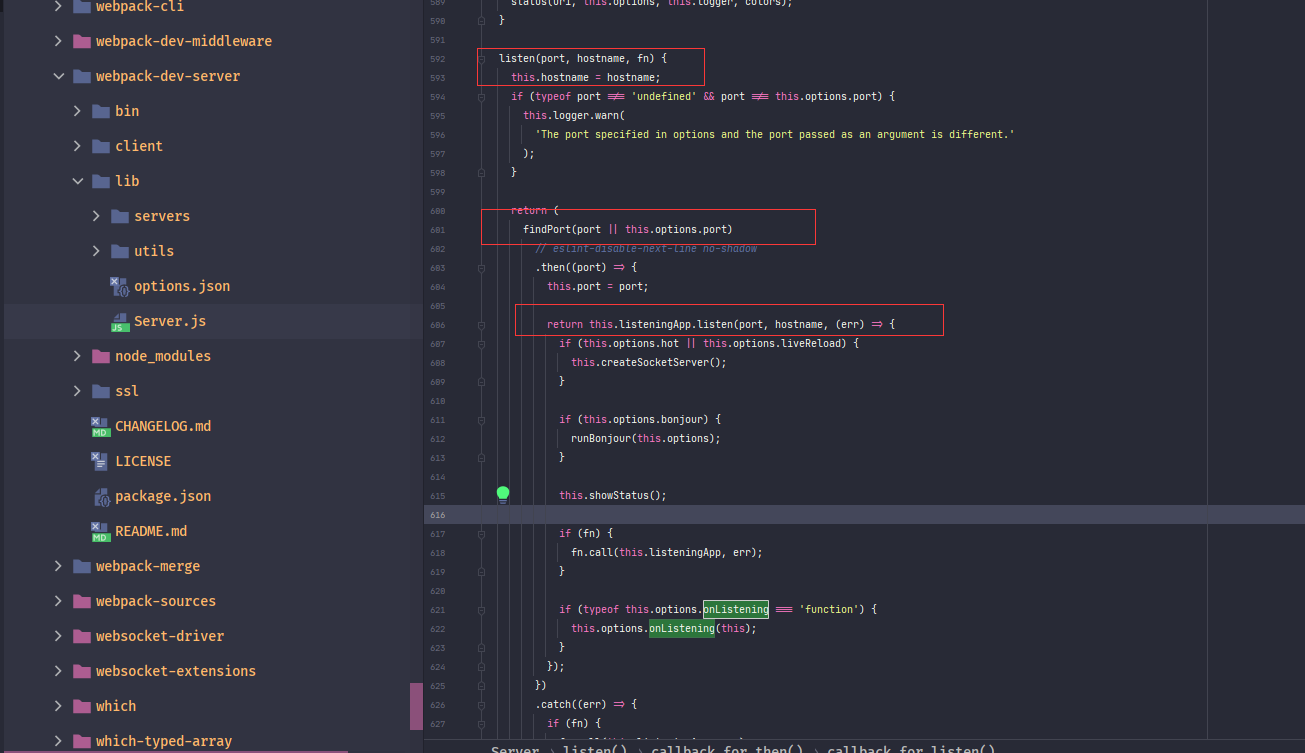 webpack-cli
webpack-dev-middleware
webpack-dev-server
bin
client
lib
servers
utils
options.json
Server.js
node_modules
ssl
CHANGELOG.md
LICENSE
package.json
README.md
webpack-merge
webpack-sources
websocket-driver
websocket-extensions
which
which-typed-array
589 status(uri, this.options, this.logger, colors);
590 }
591
592 listen(port, hostname, fn) {
593 this.hostname = hostname;
594 if (typeof port !== 'undefined' && port !== this.options.port) {
595 this.logger.warn(
596 'The port specified in options and the port passed as an argument is different.'
597 );
598 }
599
600 return (
601 findPort(port || this.options.port)
602 // eslint-disable-next-line no-shadow
603 .then((port) => {
604 this.port = port;
605
606 return this.listeningApp.listen(port, hostname, (err) => {
607 if (this.options.hot || this.options.liveReload) {
608 this.createSocketServer();
609 }
610
611 if (this.options.bonjour) {
612 runBonjour(this.options);
613 }
614
615 this.showStatus();
616
617 if (fn) {
618 fn.call(this.listeningApp, err);
619 }
620
621 if (typeof this.options.onListening === 'function') {
622 this.options.onListening(this);
623 }
624 });
625 })
626 .catch((err) => {
627 if (fn) {
Server › listen() › callback for then() › callback for listen()